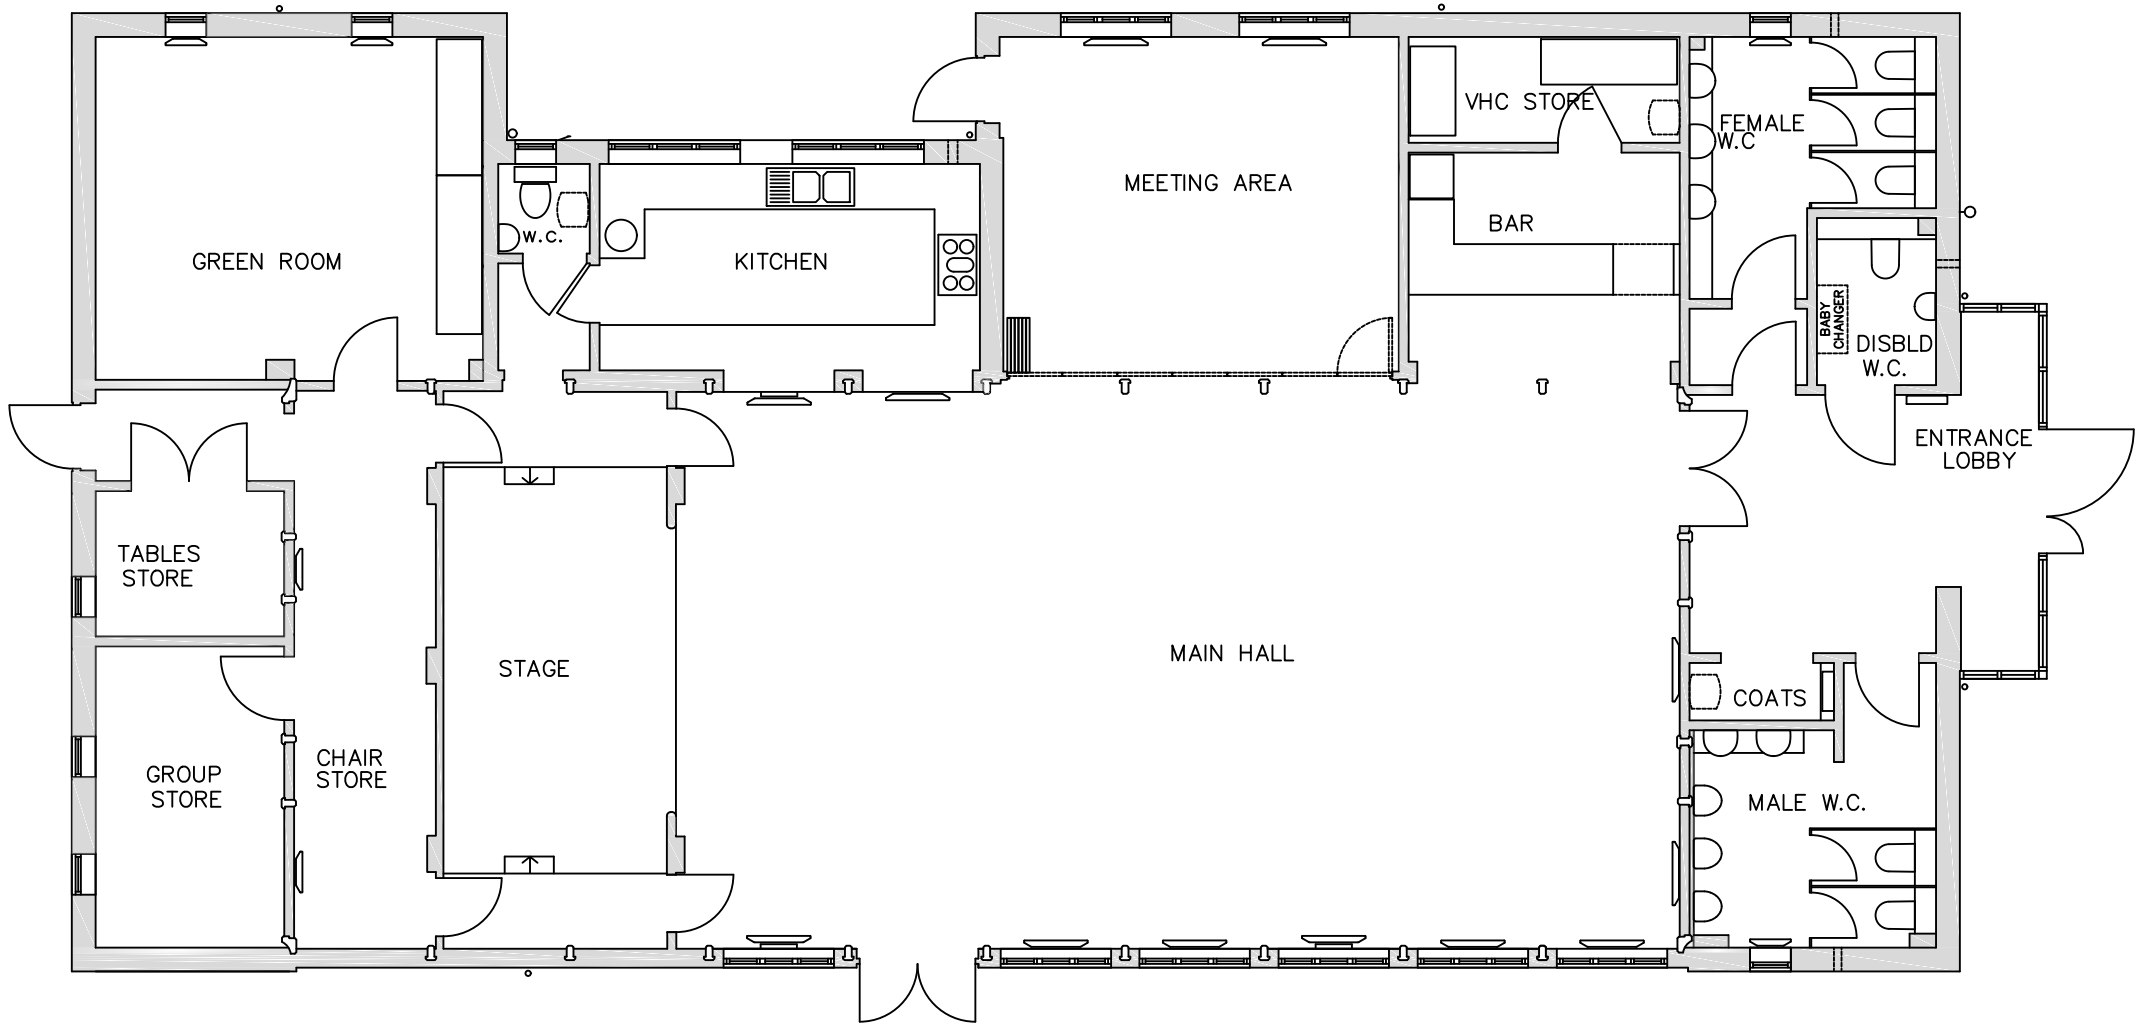 VHC STORE
FEMALE
W.C
MEETING AREA
BAR
W.C.
GREEN ROOM
KITCHEN
BABY
CHANGER
DISBLD
W.C.
ENTRANCE
LOBBY
TABLES
STORE
MAIN HALL
STAGE
COATS
CHAIR
STORE
GROUP
STORE
MALE W.C.